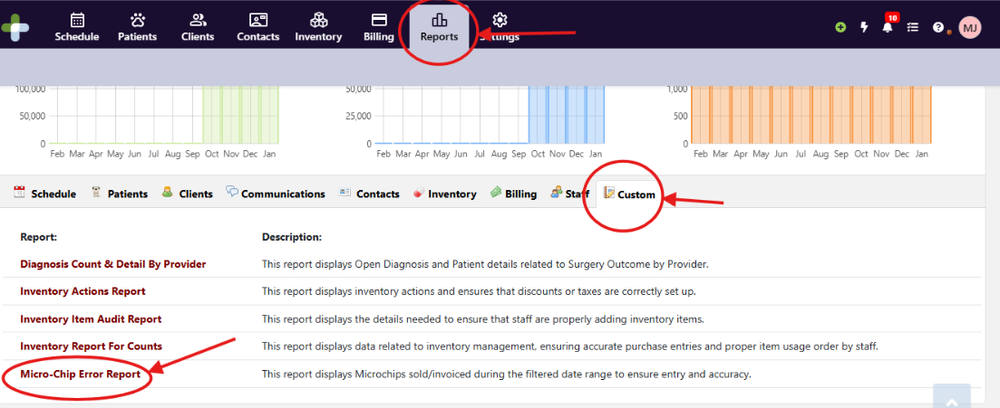 Schedule Patients Clients Contacts Inventory Billing Reports Settings 10 MJ
100,000 50,000 1,000
50,000 25,000 500
0 0 0
Feb Mar Apr May Jun Jul Aug Sep Oct Nov Dec Jan Feb Mar Apr May Jun Jul Aug Sep Oct Nov Dec Jan Feb Mar Apr May Jun Jul Aug Sep Oct Nov Dec Jan
Schedule Patients Clients Communications Contacts Inventory Billing Staff Custom
Report: Description:
Diagnosis Count & Detail By Provider This report displays Open Diagnosis and Patient details related to Surgery Outcome by Provider.
Inventory Actions Report This report displays inventory actions and ensures that discounts or taxes are correctly set up.
Inventory Item Audit Report This report displays the details needed to ensure that staff are properly adding inventory items.
Inventory Report For Counts This report displays data related to inventory management, ensuring accurate purchase entries and proper item usage order by staff.
Micro-Chip Error Report This report displays Microchips sold/invoiced during the filtered date range to ensure entry and accuracy.